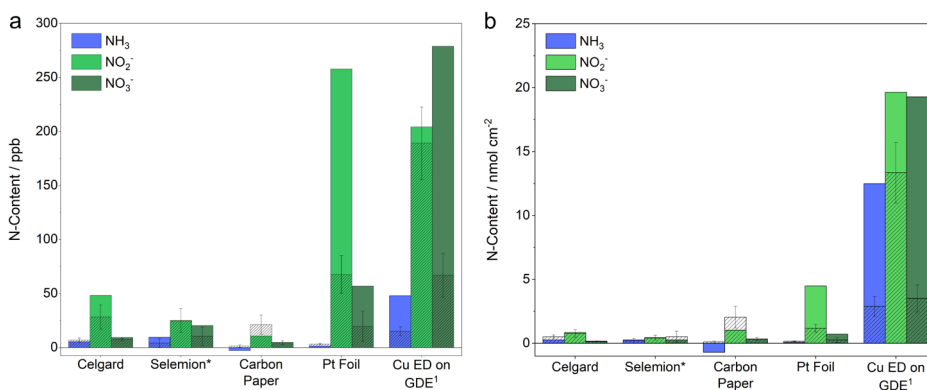 a
300
250
200
150
100
50
0
N-Content / ppb
NH₃
NO₂⁻
NO₃⁻
Celgard
Selemion*
Carbon
Paper
Pt Foil
Cu ED on
GDE¹
b
25
20
15
10
5
0
N-Content / nmol cm⁻²
NH₃
NO₂⁻
NO₃⁻
Celgard
Selemion*
Carbon
Paper
Pt Foil
Cu ED on
GDE¹